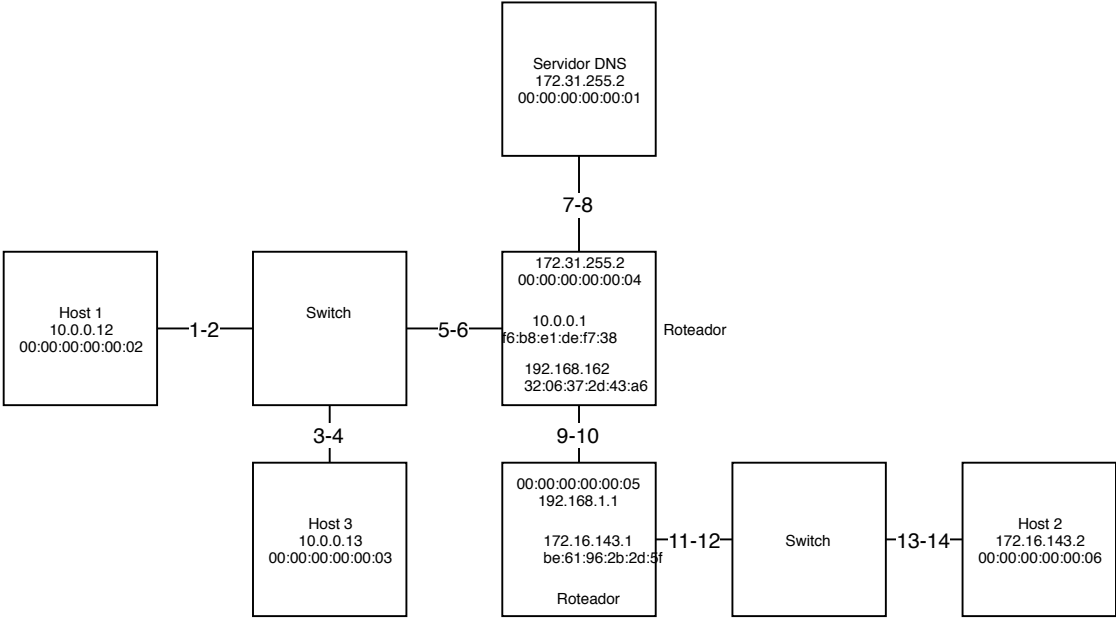 Servidor DNS
172.31.255.2
00:00:00:00:00:01
7-8
Host 1
10.0.0.12
00:00:00:00:00:02
1-2
Switch
5-6
172.31.255.2
00:00:00:00:00:04
10.0.0.1
f6:b8:e1:de:f7:38
192.168.162
32:06:37:2d:43:a6
Roteador
3-4
9-10
Host 3
10.0.0.13
00:00:00:00:00:03
00:00:00:00:00:05
192.168.1.1
172.16.143.1
be:61:96:2b:2d:5f
Roteador
11-12
Switch
13-14
Host 2
172.16.143.2
00:00:00:00:00:06